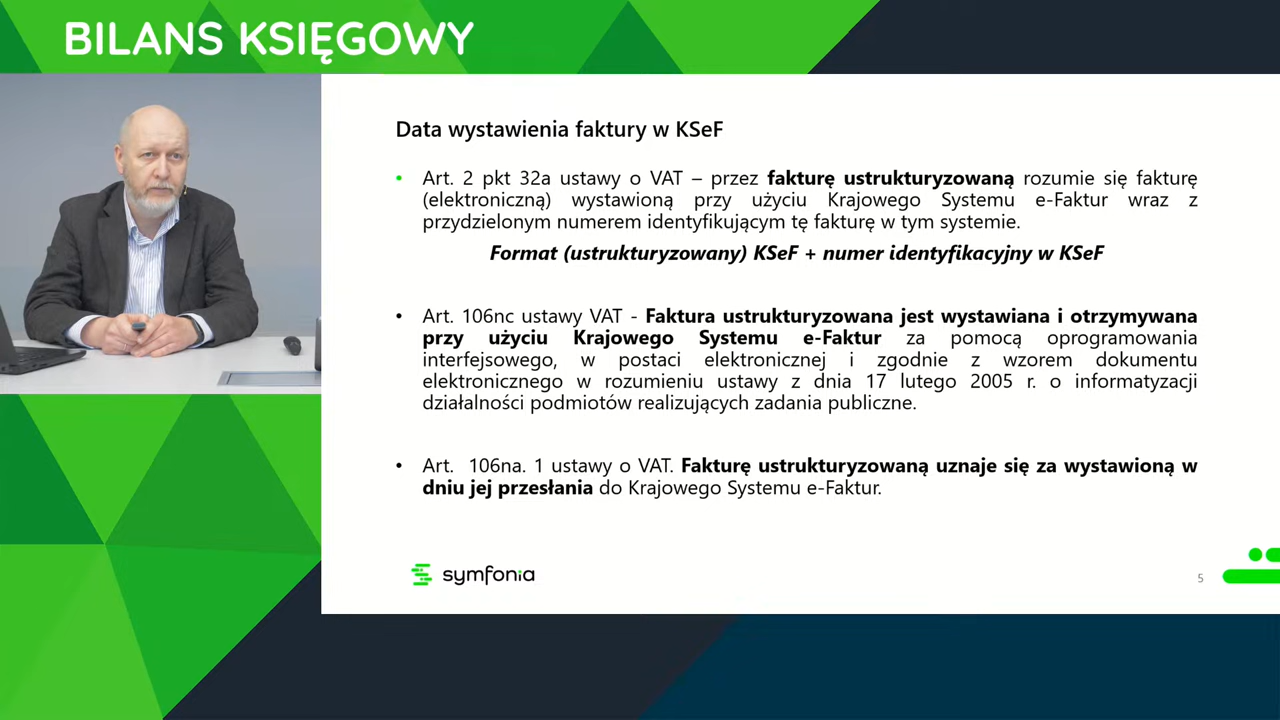 BILANS KSIĘGOWY
Data wystawienia faktury w KSeF
• Art. 2 pkt 32a ustawy o VAT – przez fakturę ustrukturyzowaną rozumie się fakturę
(elektroniczną) wystawioną przy użyciu Krajowego Systemu e-Faktur wraz z
przydzielonym numerem identyfikującym tę fakturę w tym systemie.
Format (ustrukturyzowany) KSeF + numer identyfikacyjny w KSeF
• Art. 106nc ustawy VAT - Faktura ustrukturyzowana jest wystawiana i otrzymywana
przy użyciu Krajowego Systemu e-Faktur za pomocą oprogramowania
interfejsowego, w postaci elektronicznej i zgodnie z wzorem dokumentu
elektronicznego w rozumieniu ustawy z dnia 17 lutego 2005 r. o informatyzacji
działalności podmiotów realizujących zadania publiczne.
• Art. 106na. 1 ustawy o VAT. Fakturę ustrukturyzowaną uznaje się za wystawioną w
dniu jej przesłania do Krajowego Systemu e-Faktur.
symfonia
5